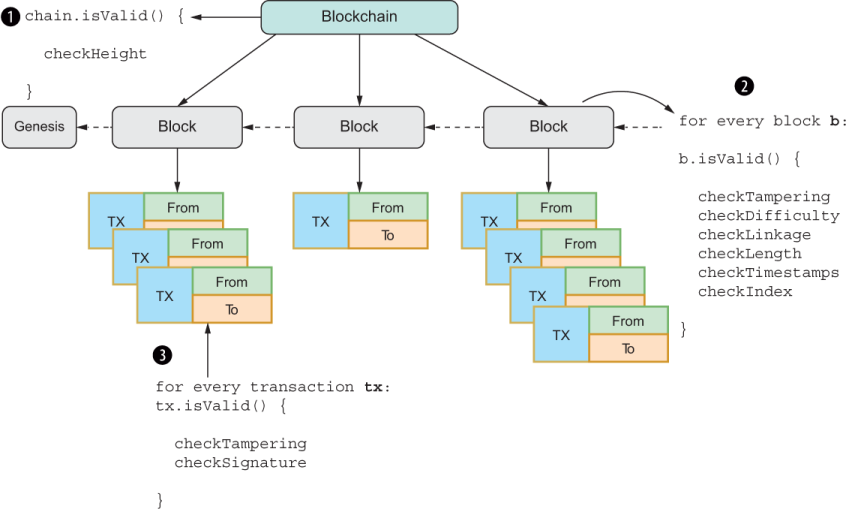 1 chain.isValid() {
checkHeight
}
Blockchain
2
for every block b:
b.isValid() {
checkTampering
checkDifficulty
checkLinkage
checkLength
checkTimestamps
checkIndex
}
Genesis
Block
Block
Block
TX
From
TX
From
TX
From
To
TX
From
To
TX
From
TX
From
TX
From
TX
From
To
3
for every transaction tx:
tx.isValid() {
checkTampering
checkSignature
}